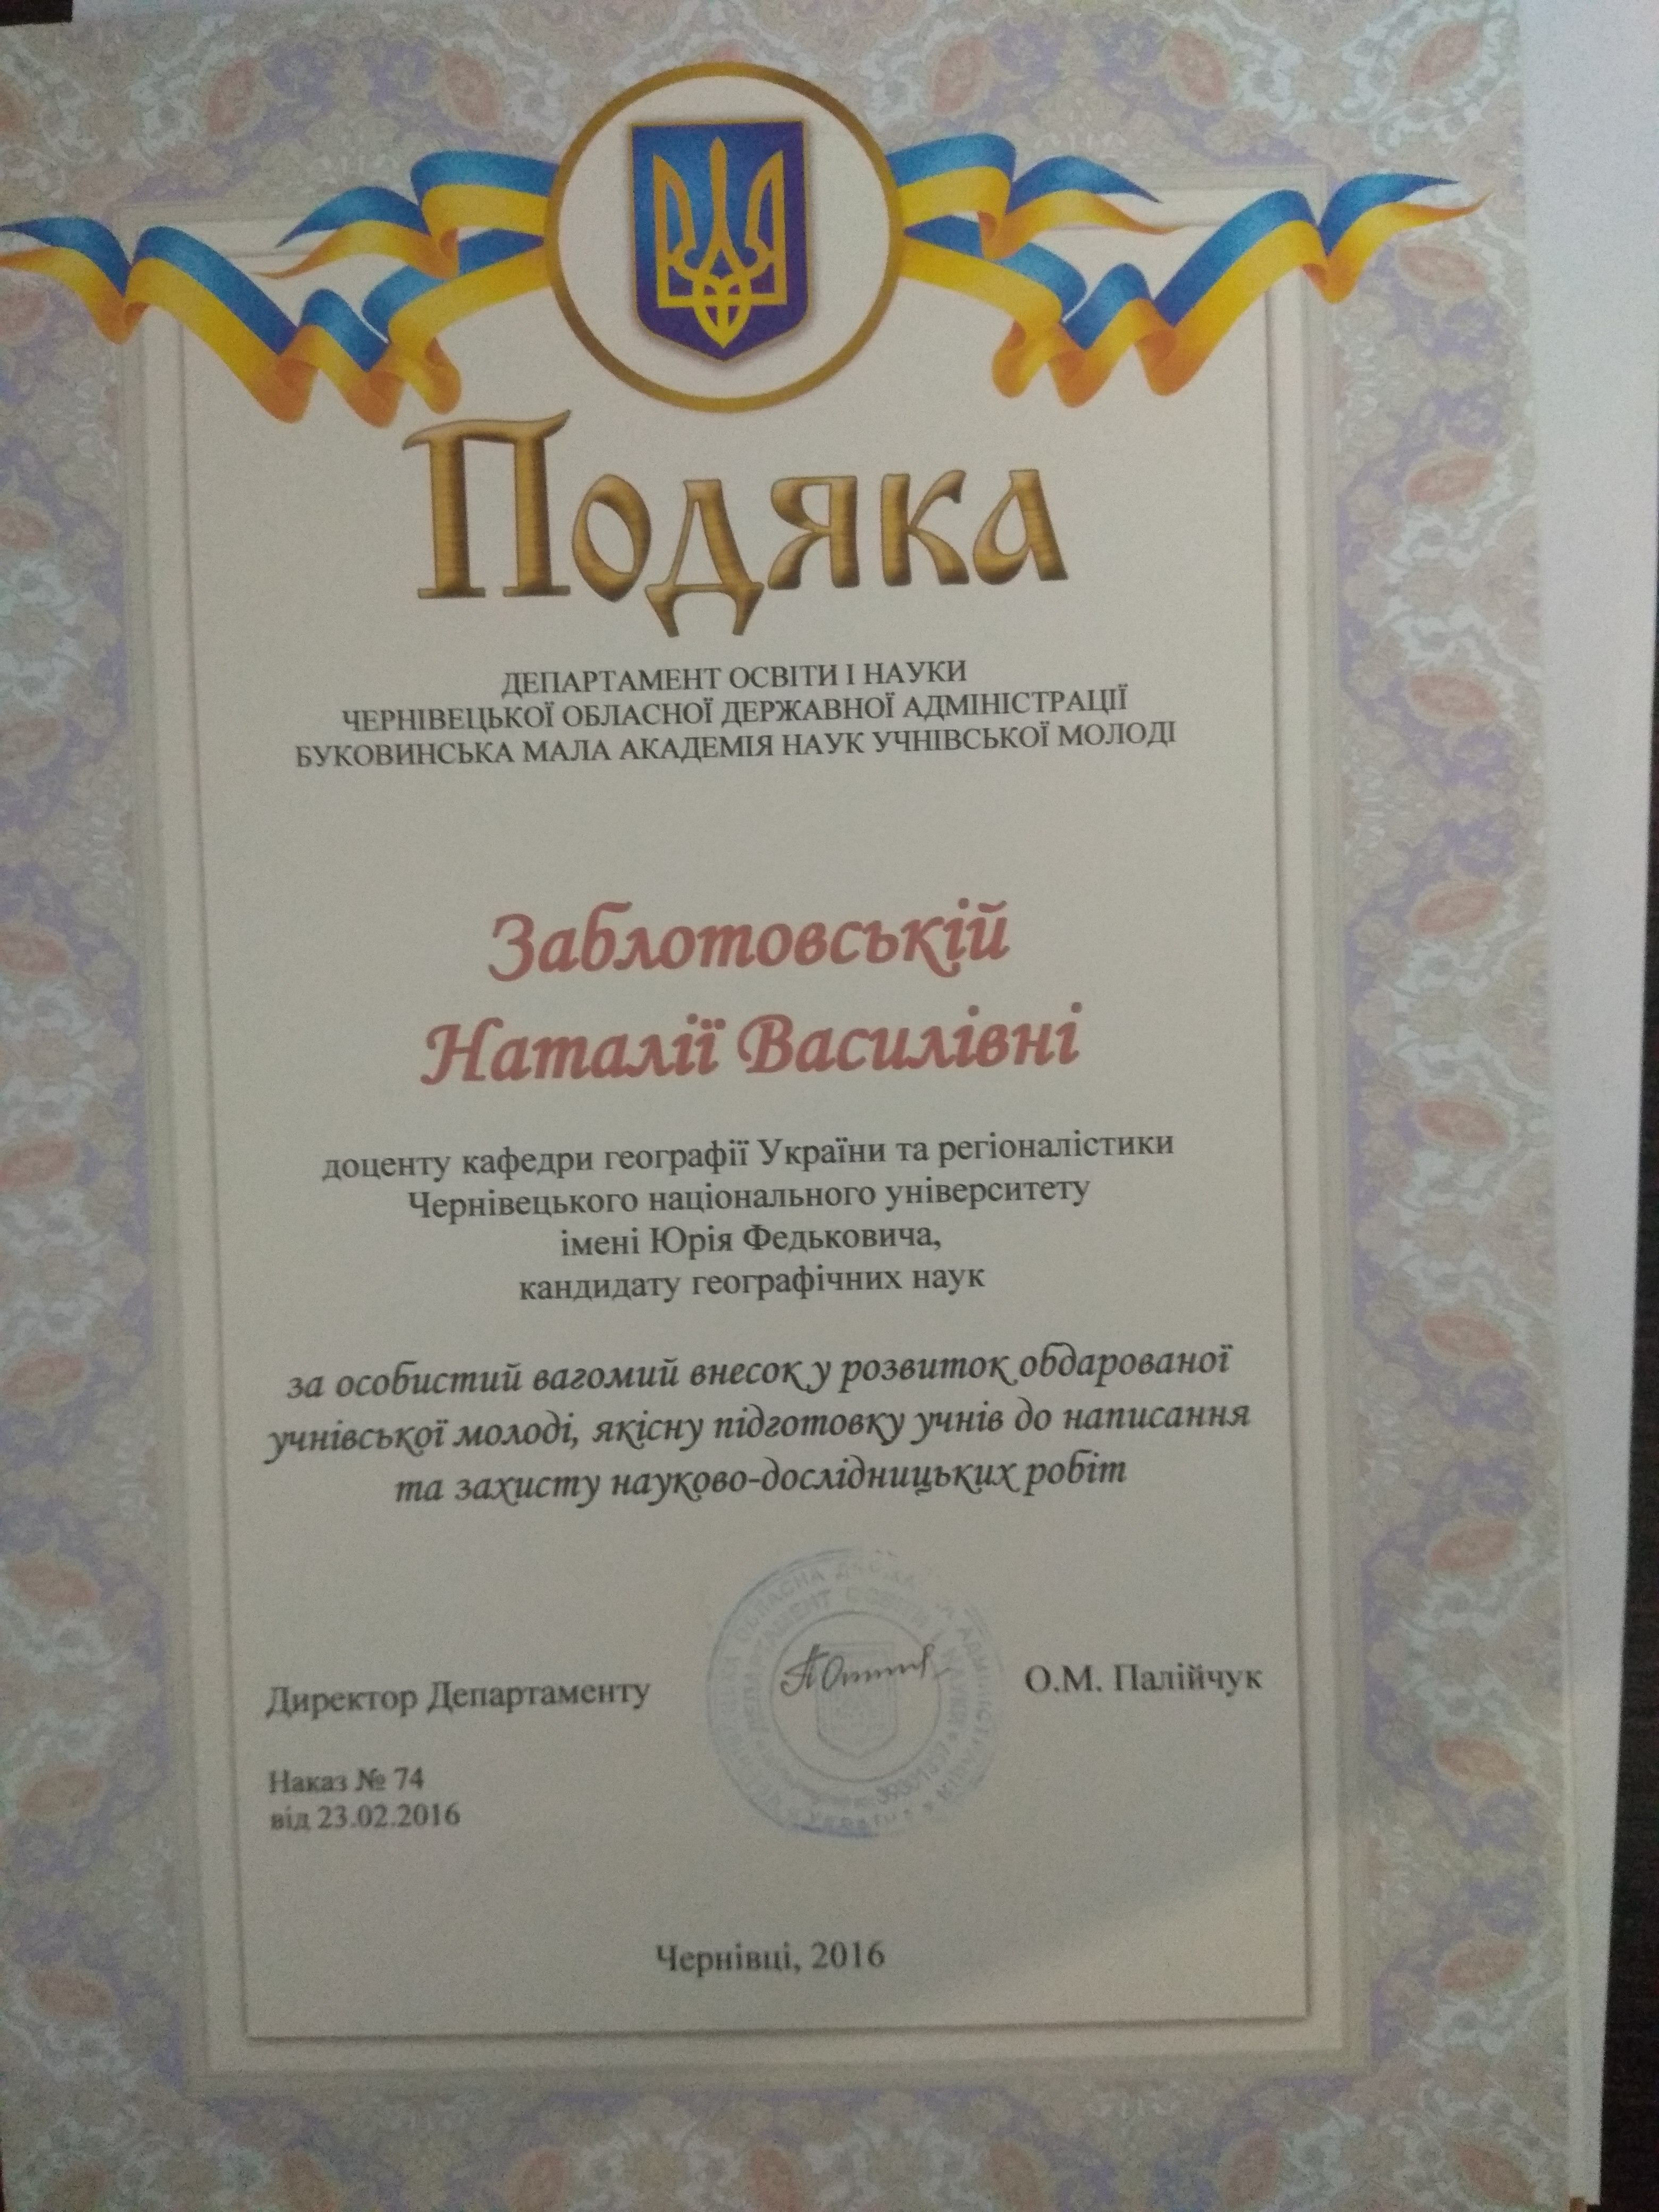 Подяка
ДЕПАРТАМЕНТ ОСВІТИ І НАУКИ
ЧЕРНІВЕЦЬКОЇ ОБЛАСНОЇ ДЕРЖАВНОЇ АДМІНІСТРАЦІЇ
БУКОВИНСЬКА МАЛА АКАДЕМІЯ НАУК УЧНІВСЬКОЇ МОЛОДІ
Заблотовській
Наталії Василівні
доценту кафедри географії України та регіоналістики
Чернівецького національного університету
імені Юрія Федьковича,
кандидату географічних наук
за особистий вагомий внесок у розвиток обдарованої
учнівської молоді, якісну підготовку учнів до написання
та захисту науково-дослідницьких робіт
Директор Департаменту
О.М. Палійчук
Наказ № 74
від 23.02.2016
Чернівці, 2016